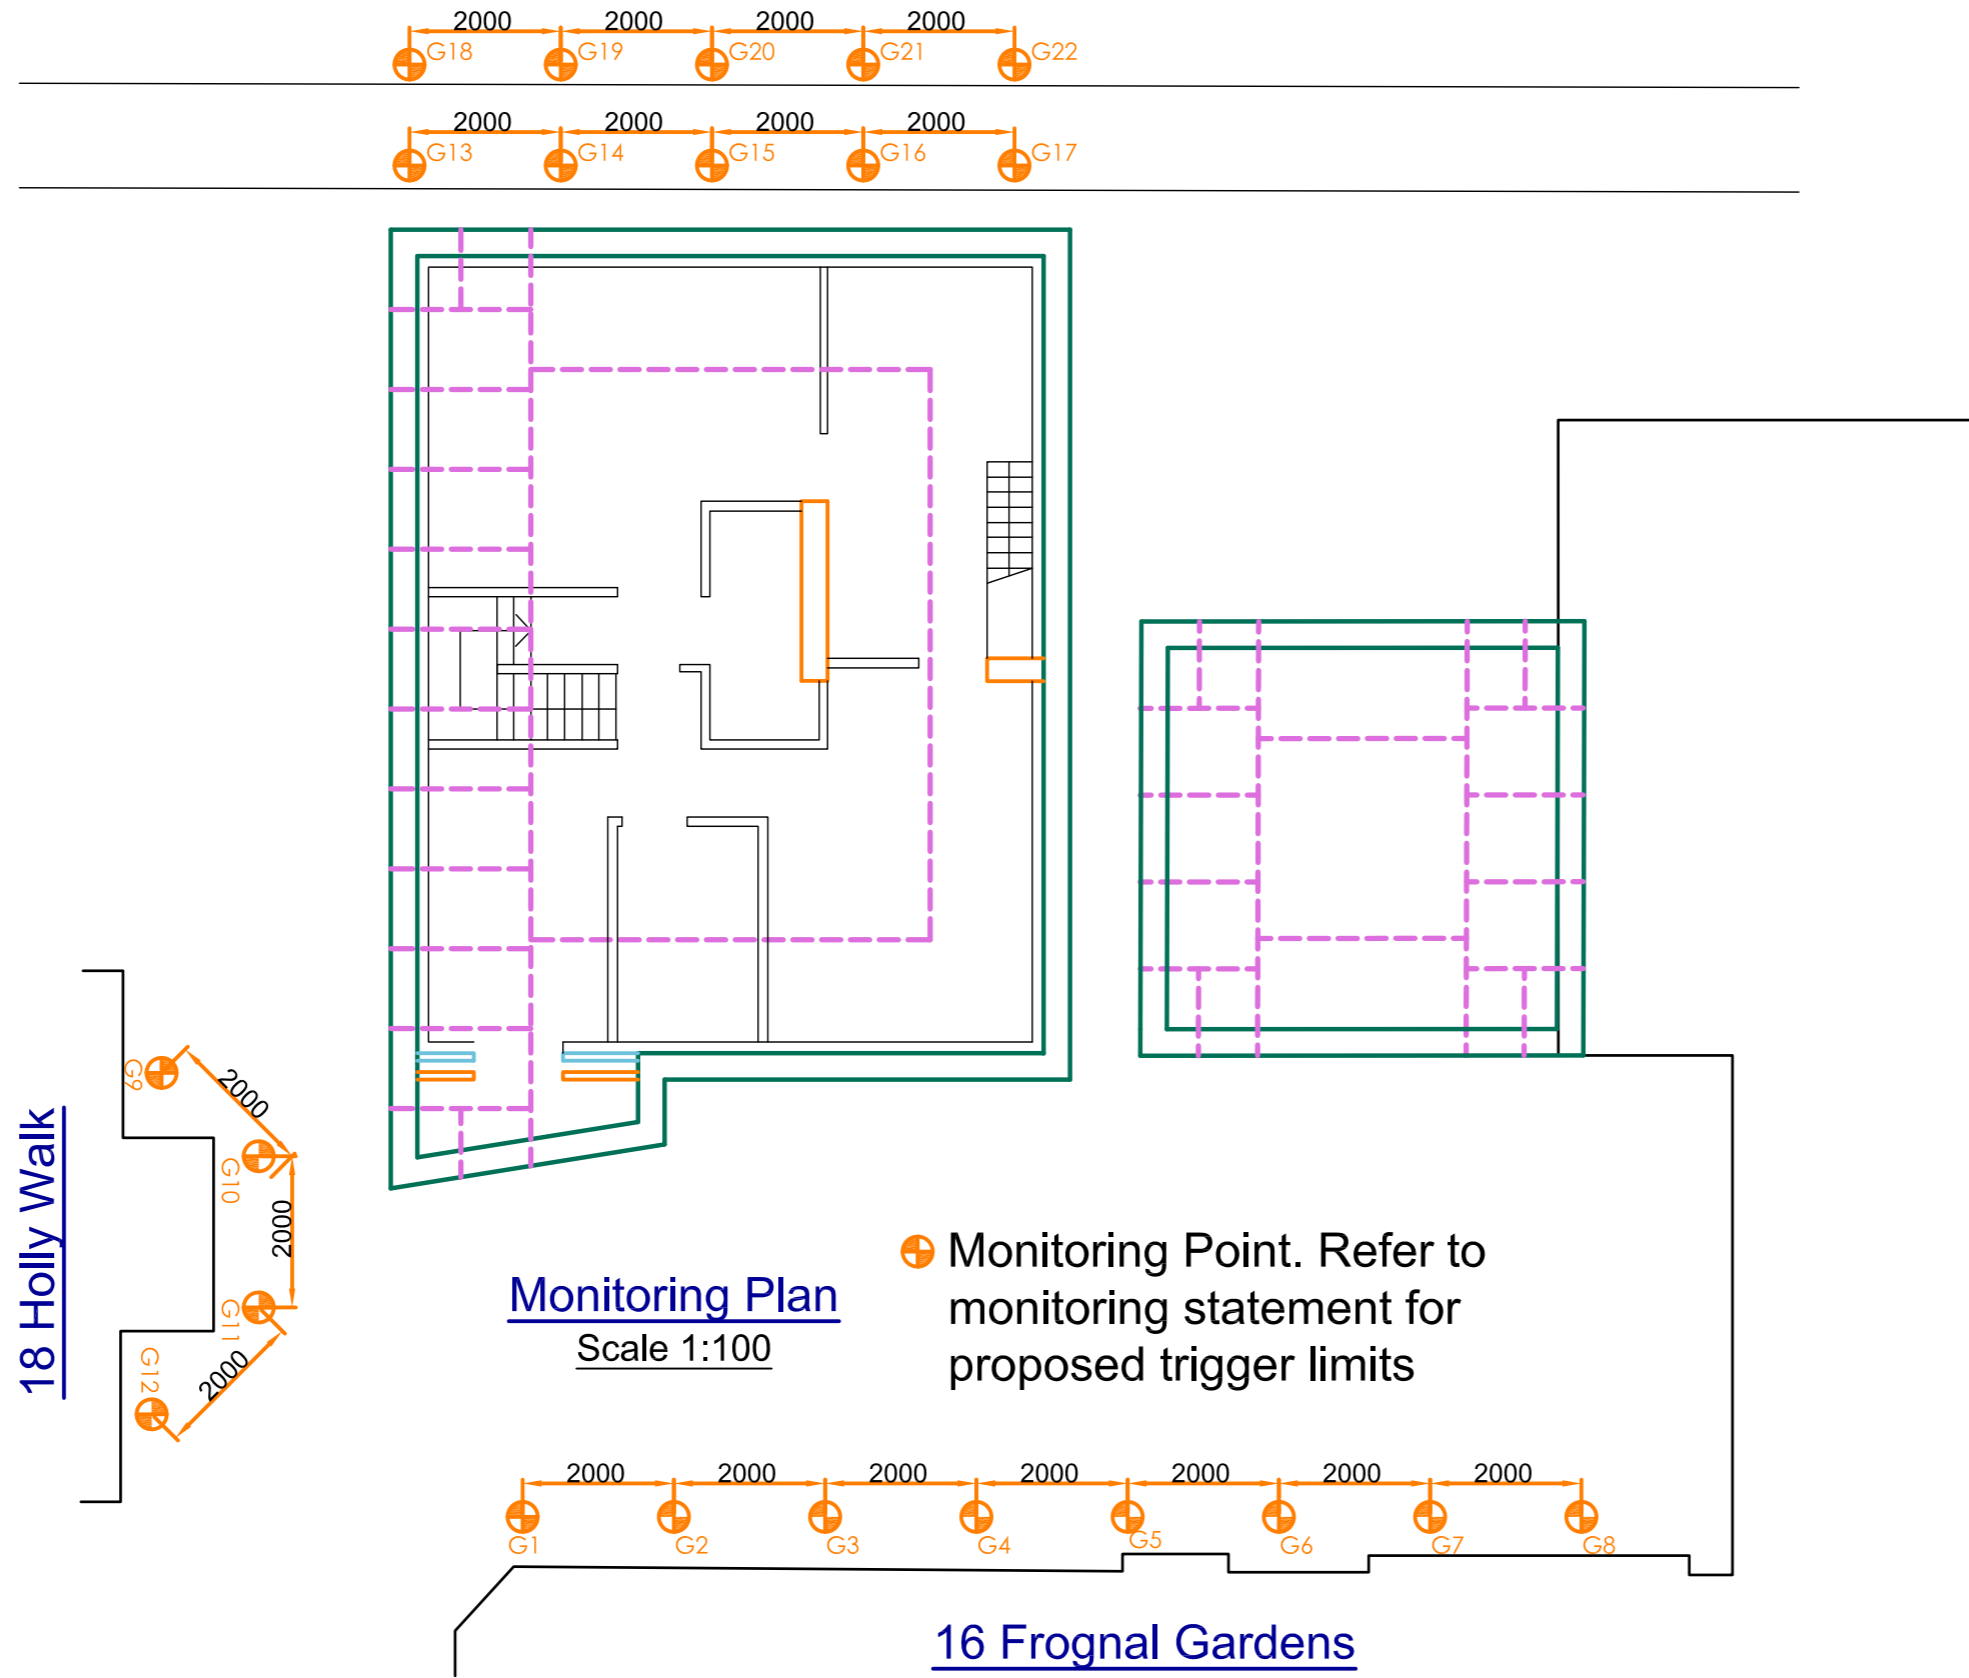 2000 2000 2000 2000
G18 G19 G20 G21 G22
2000 2000 2000 2000
G13 G14 G15 G16 G17
18 Holly Walk
G9
2000
G10
2000
G11
2000
G12
Monitoring Plan
Scale 1:100
Monitoring Point. Refer to
monitoring statement for
proposed trigger limits
2000 2000 2000 2000 2000 2000 2000
G1 G2 G3 G4 G5 G6 G7 G8
16 Frognal Gardens